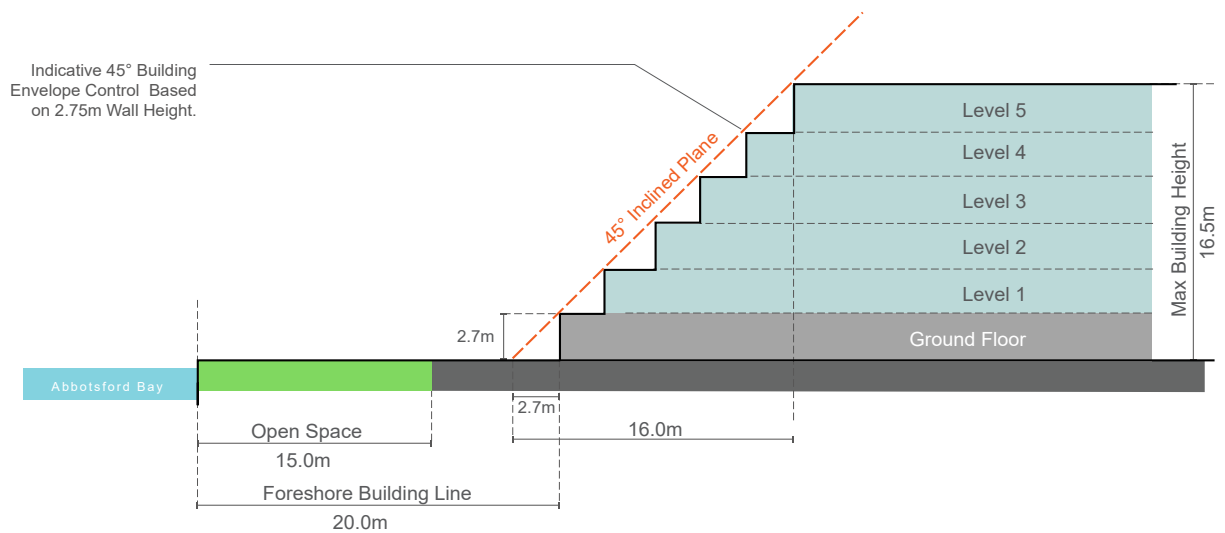 Indicative 45° Building
Envelope Control Based
on 2.75m Wall Height.
45° Inclined Plane
Level 5
Level 4
Level 3
Level 2
Level 1
Ground Floor
Max Building Height
16.5m
2.7m
Abbotsford Bay
2.7m
Open Space
15.0m
16.0m
Foreshore Building Line
20.0m